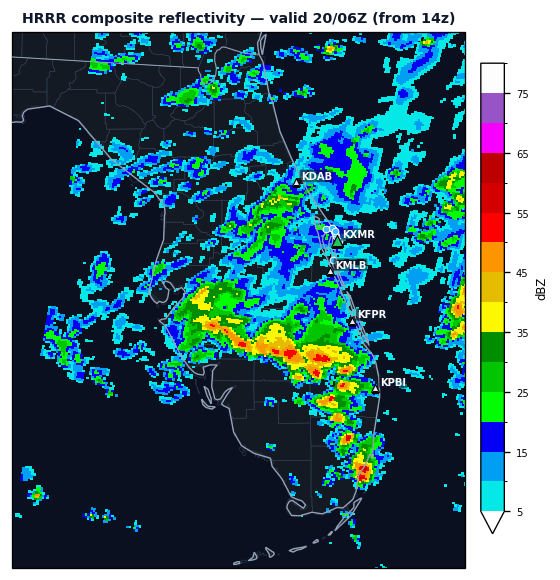 HRRR composite reflectivity — valid 20/06Z (from 14z)
KDAB
KXMR
KMLB
KFPR
KPBI
75
65
55
45
35
25
15
5
dBZ